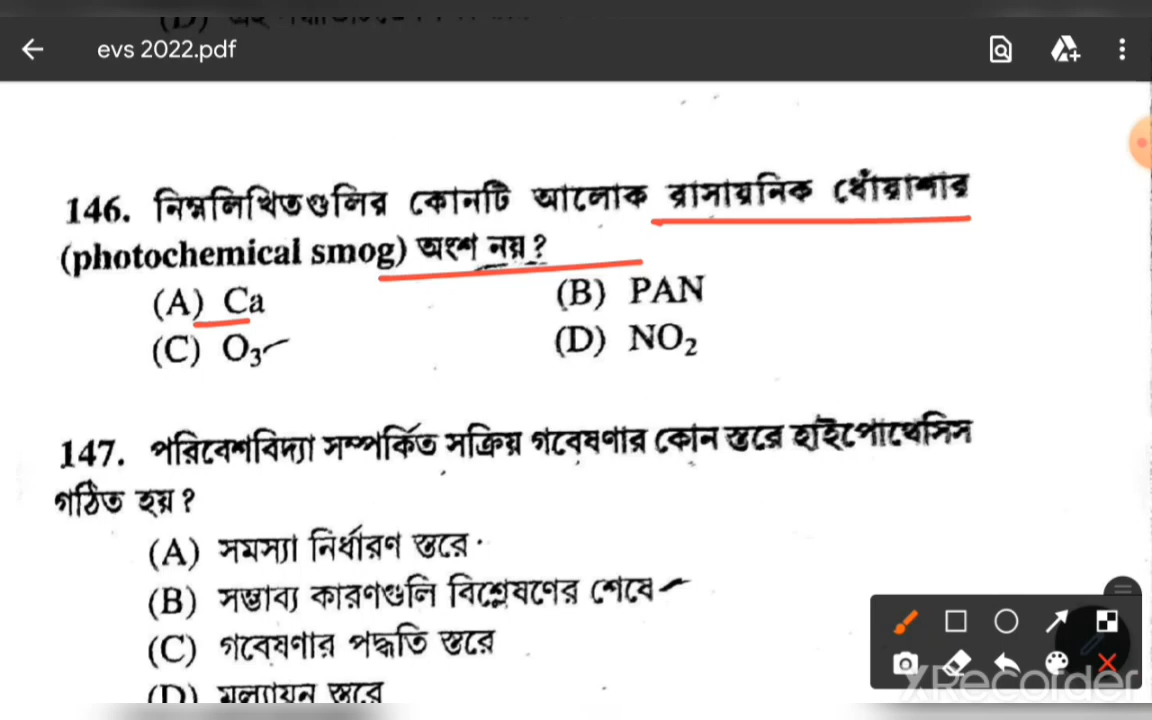 evs 2022.pdf
146. নিম্নলিখিতগুলির কোনটি আলোক রাসায়নিক ধোঁয়াশার
(photochemical smog) অংশ নয় ?
(A) Ca (B) PAN
(C) O₃ (D) NO₂
147. পরিবেশবিদ্যা সম্পর্কিত সক্রিয় গবেষণার কোন স্তরে হাইপোথেসিস
গঠিত হয় ?
(A) সমস্যা নির্ধারণ স্তরে
(B) সম্ভাব্য কারণগুলি বিশ্লেষণের শেষে
(C) গবেষণার পদ্ধতি স্তরে
(D) মূল্যায়ন স্তরে
XRecorder